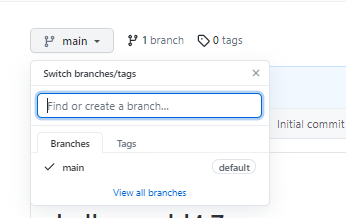 main 1 branch 0 tags
Switch branches/tags
Find or create a branch...
Initial commit
Branches Tags
main default
View all branches